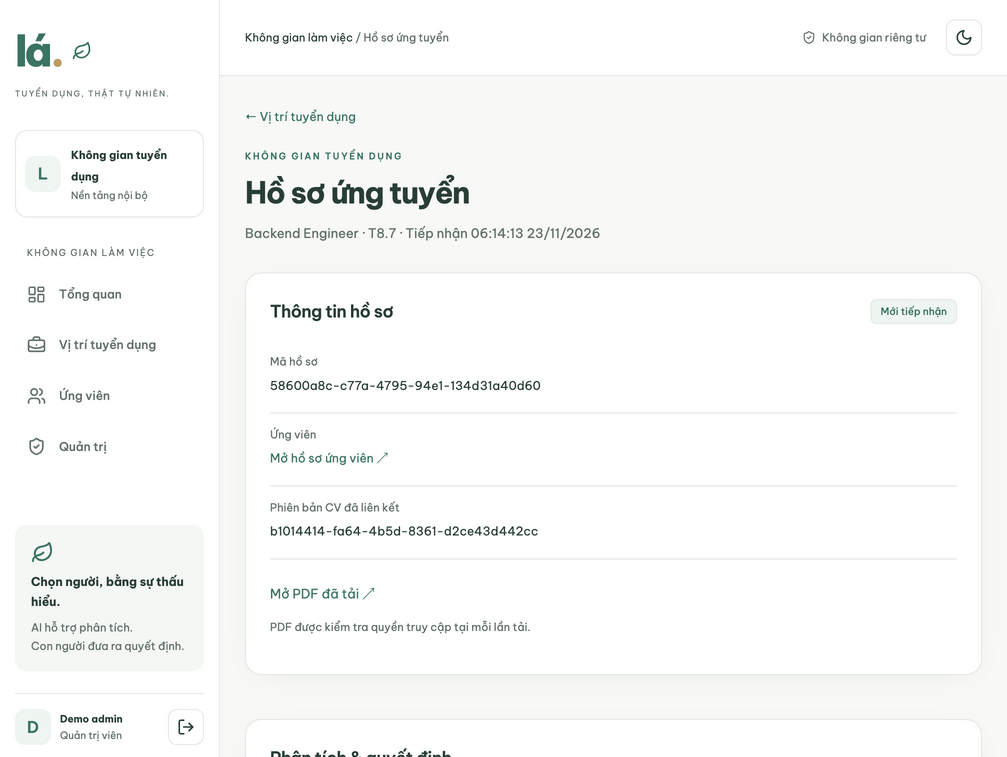 lá.
TUYỂN DỤNG, THẬT TỰ NHIÊN.
L
Không gian tuyển
dụng
Nền tảng nội bộ
KHÔNG GIAN LÀM VIỆC
Tổng quan
Vị trí tuyển dụng
Ứng viên
Quản trị
Chọn người, bằng sự thấu
hiểu.
AI hỗ trợ phân tích.
Con người đưa ra quyết định.
D
Demo admin
Quản trị viên
Không gian làm việc / Hồ sơ ứng tuyển
Không gian riêng tư
← Vị trí tuyển dụng
KHÔNG GIAN TUYỂN DỤNG
Hồ sơ ứng tuyển
Backend Engineer · T8.7 · Tiếp nhận 06:14:13 23/11/2026
Thông tin hồ sơ
Mới tiếp nhận
Mã hồ sơ
58600a8c-c77a-4795-94e1-134d31a40d60
Ứng viên
Mở hồ sơ ứng viên ↗
Phiên bản CV đã liên kết
b1014414-fa64-4b5d-8361-d2ce43d442cc
Mở PDF đã tải ↗
PDF được kiểm tra quyền truy cập tại mỗi lần tải.
Phân tích & quyết định